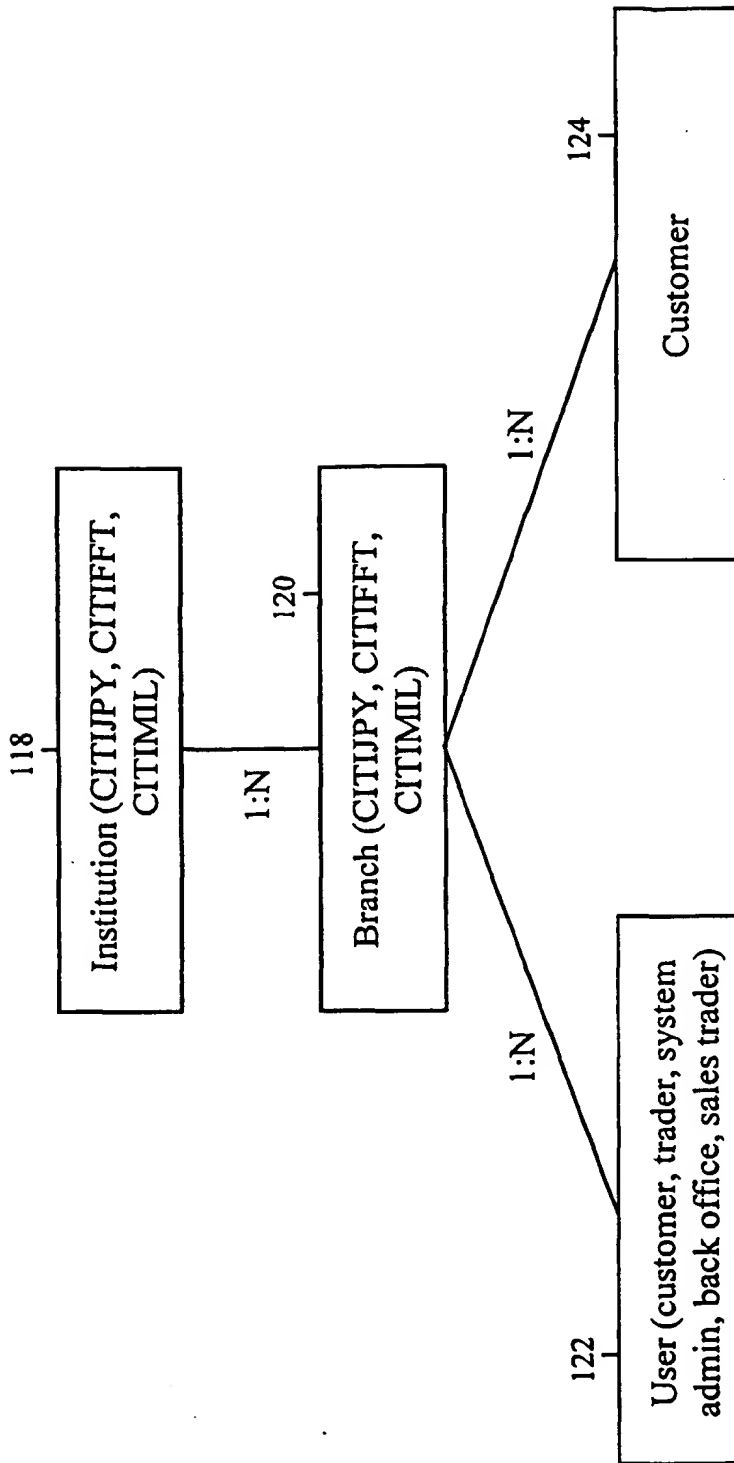 118
Institution (CITIJPY, CITIFFT,
CITIMIL)
1:N
120
Branch (CITIJPY, CITIFFT,
CITIMIL)
1:N
1:N
122
User (customer, trader, system
admin, back office, sales trader)
124
Customer